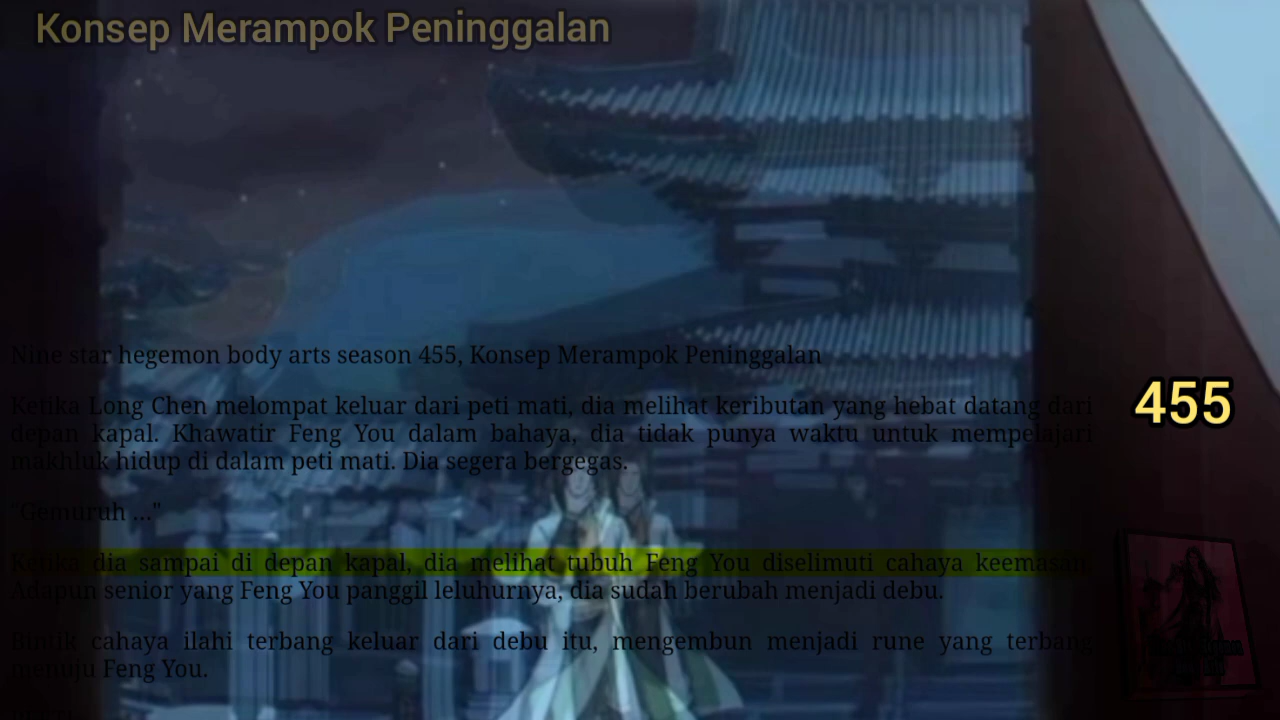 Konsep Merampok Peninggalan
Nine star hegemon body arts season 455, Konsep Merampok Peninggalan
Ketika Long Chen melompat keluar dari peti mati, dia melihat keributan yang hebat datang dari
depan kapal. Khawatir Feng You dalam bahaya, dia tidak punya waktu untuk mempelajari
makhluk hidup di dalam peti mati. Dia segera bergegas.
"Gemuruh ..."
Ketika dia sampai di depan kapal, dia melihat tubuh Feng You diselimuti cahaya keemasan.
Adapun senior yang Feng You panggil leluhurnya, dia sudah berubah menjadi debu.
Bintik cahaya ilahi terbang keluar dari debu itu, mengembun menjadi rune yang terbang
menuju Feng You.
455